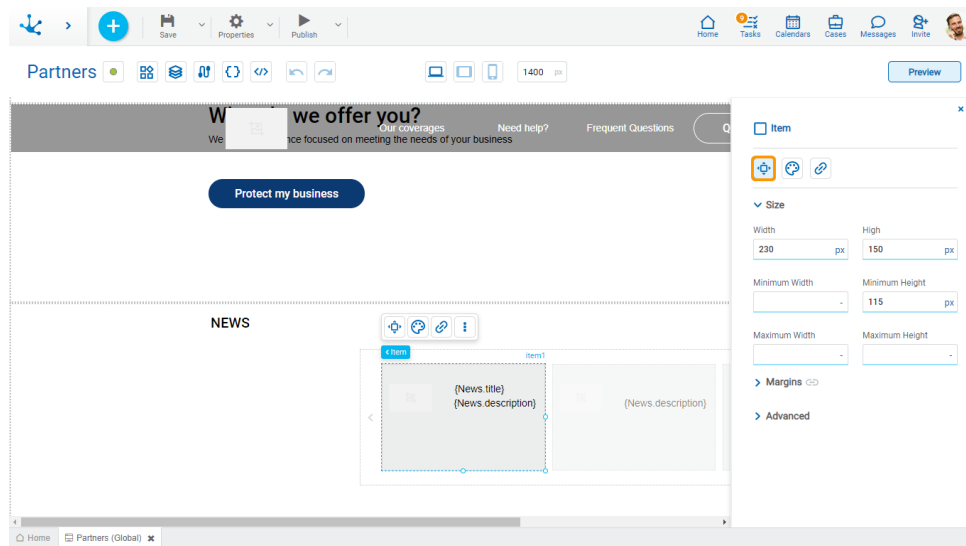 Save
Properties
Publish
Home
9
Tasks
Calendars
Cases
Messages
Invite
Partners
1400 px
Preview
we offer you?
Our coverages
Need help?
Frequent Questions
Q
We
nce focused on meeting the needs of your business
Protect my business
NEWS
Item
item1
{News.title}
{News.description}
{News.description}
Item
Size
Width
High
230 px
150 px
Minimum Width
Minimum Height
-
115 px
Maximum Width
Maximum Height
-
-
Margins
Advanced
Home
Partners (Global)